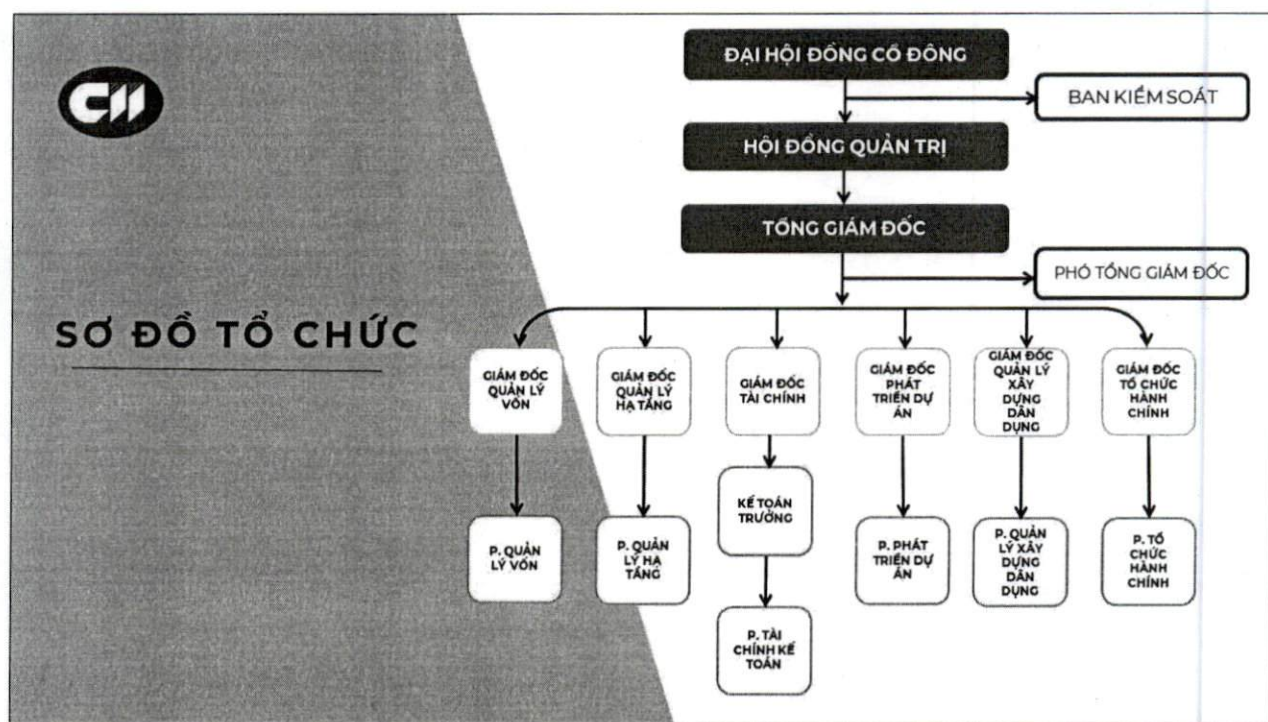 CII
SƠ ĐỒ TỔ CHỨC
ĐẠI HỘI ĐỒNG CỔ ĐÔNG
BAN KIỂM SOÁT
HỘI ĐỒNG QUẢN TRỊ
TỔNG GIÁM ĐỐC
PHÓ TỔNG GIÁM ĐỐC
GIÁM ĐỐC
QUẢN LÝ
VỐN
GIÁM ĐỐC
QUẢN LÝ
HẠ TẦNG
GIÁM ĐỐC
TÀI CHÍNH
GIÁM ĐỐC
PHÁT
TRIỂN DỰ
ÁN
GIÁM ĐỐC
QUẢN LÝ
XÂY
DỰNG
DÂN
DỤNG
GIÁM ĐỐC
TỔ CHỨC
HÀNH
CHÍNH
KẾ TOÁN
TRƯỞNG
P. QUẢN
LÝ VỐN
P. QUẢN
LÝ HẠ
TẦNG
P. PHÁT
TRIỂN DỰ
ÁN
P. QUẢN
LÝ XÂY
DỰNG
DÂN
DỤNG
P. TỔ
CHỨC
HÀNH
CHÍNH
P. TÀI
CHÍNH KẾ
TOÁN